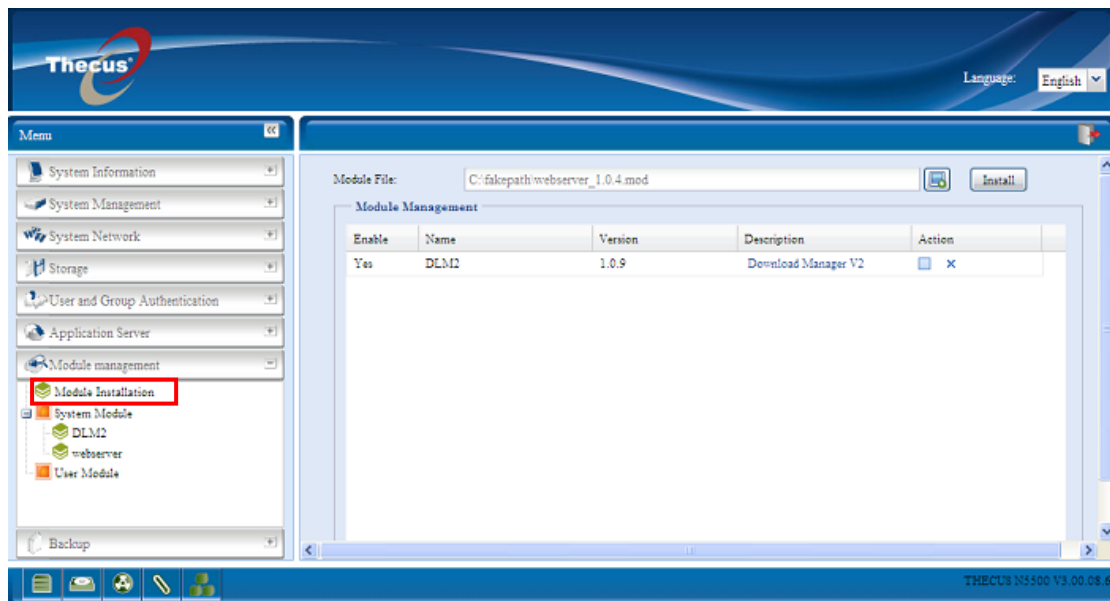 Thecus
Language: English
Menu
System Information
System Management
System Network
Storage
User and Group Authentication
Application Server
Module management
Module Installation
System Module
DLM2
webserver
User Module
Backup
Module File: C:\fakepath\webserver_1.0.4.mod Install
Module Management
Enable Name Version Description Action
Yes DLM2 1.0.9 Download Manager V2
THECUS N5500 V3.00.08.6